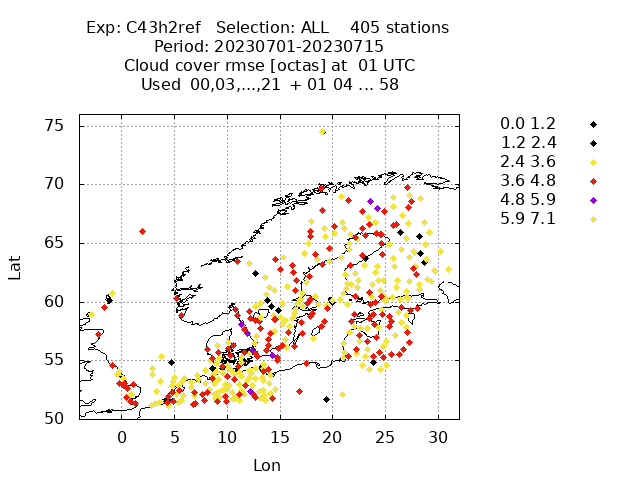 Exp: C43h2ref   Selection: ALL    405 stations
Period: 20230701-20230715
Cloud cover rmse [octas] at  01 UTC
Used  00,03,...,21  + 01 04 ... 58
0.0 1.2
1.2 2.4
2.4 3.6
3.6 4.8
4.8 5.9
5.9 7.1
Lat
75
70
65
60
55
50
0 5 10 15 20 25 30
Lon